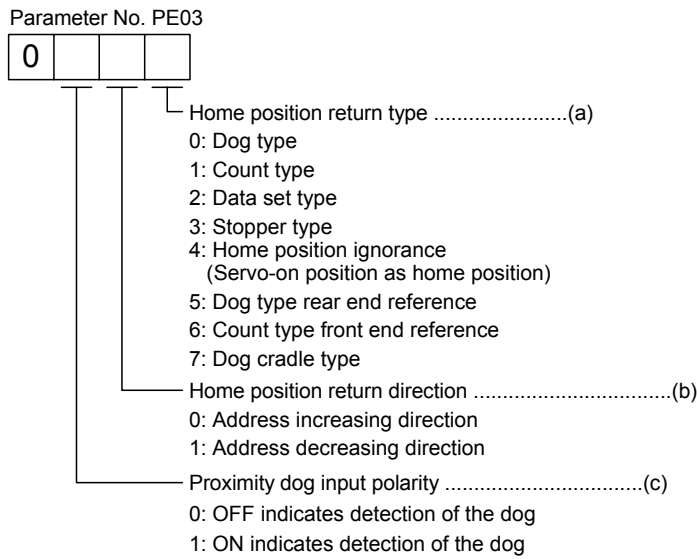 Parameter No. PE03
0
Home position return type .......................(a)
0: Dog type
1: Count type
2: Data set type
3: Stopper type
4: Home position ignorance
(Servo-on position as home position)
5: Dog type rear end reference
6: Count type front end reference
7: Dog cradle type
Home position return direction ..................................(b)
0: Address increasing direction
1: Address decreasing direction
Proximity dog input polarity ..................................(c)
0: OFF indicates detection of the dog
1: ON indicates detection of the dog